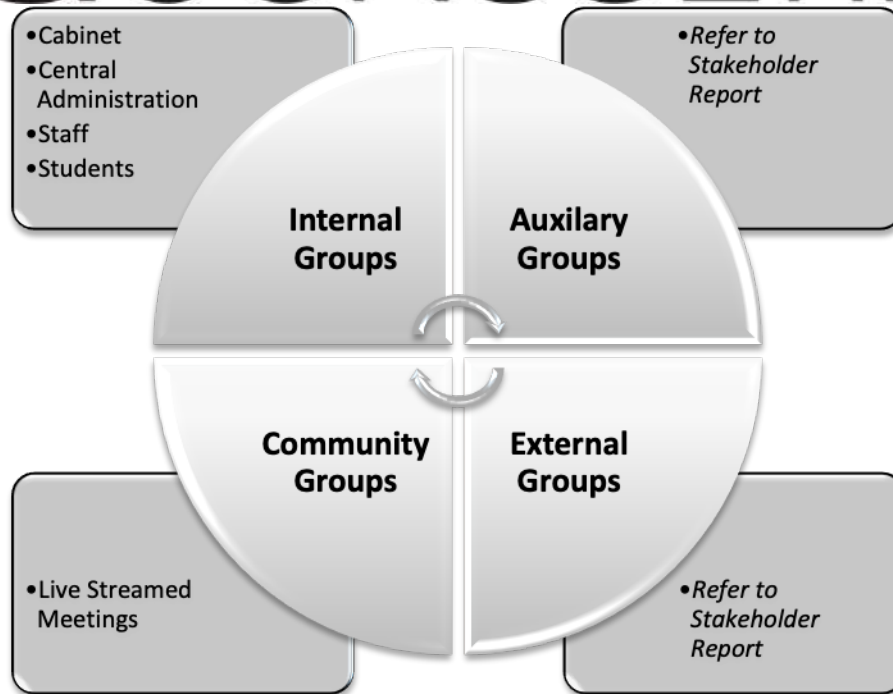 •Cabinet
•Central
Administration
•Staff
•Students
•Refer to
Stakeholder
Report
Internal
Groups
Auxilary
Groups
Community
Groups
External
Groups
•Live Streamed
Meetings
•Refer to
Stakeholder
Report